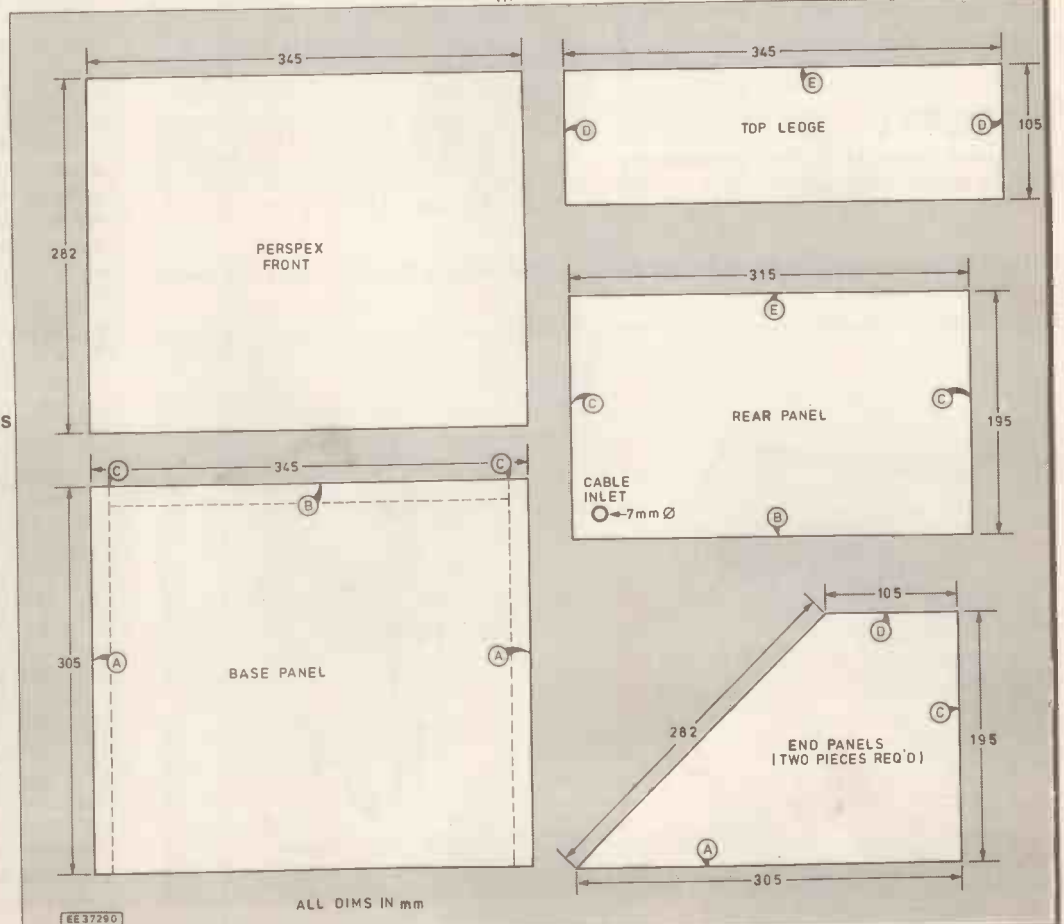 345
282
PERSPEX
FRONT
345
E
D
TOP LEDGE
D
105
315
E
C
REAR PANEL
C
195
CABLE
INLET
7mm Ø
B
S
C
345
C
B
305
A
BASE PANEL
A
105
D
282
C
195
END PANELS
(TWO PIECES REQ'D)
A
305
ALL DIMS IN mm
EE37290